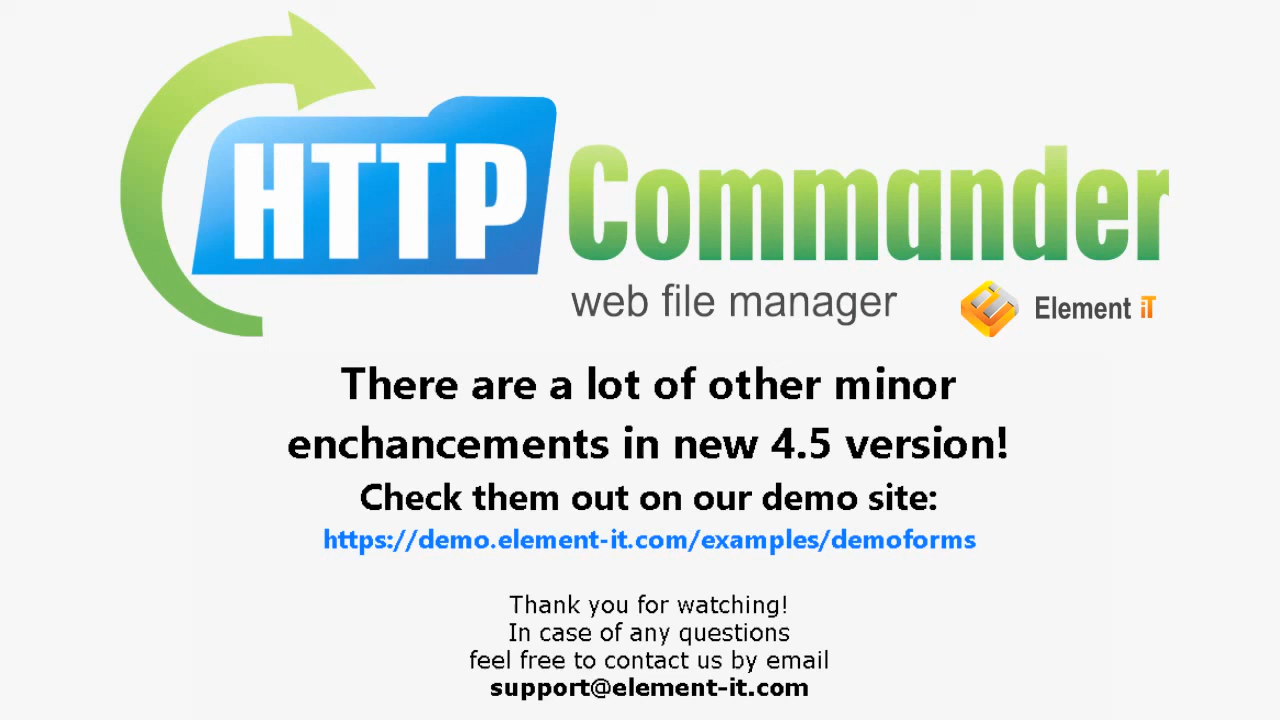 HTTP Commander
web file manager Element iT
There are a lot of other minor
enchancements in new 4.5 version!
Check them out on our demo site:
https://demo.element-it.com/examples/demoforms
Thank you for watching!
In case of any questions
feel free to contact us by email
support@element-it.com